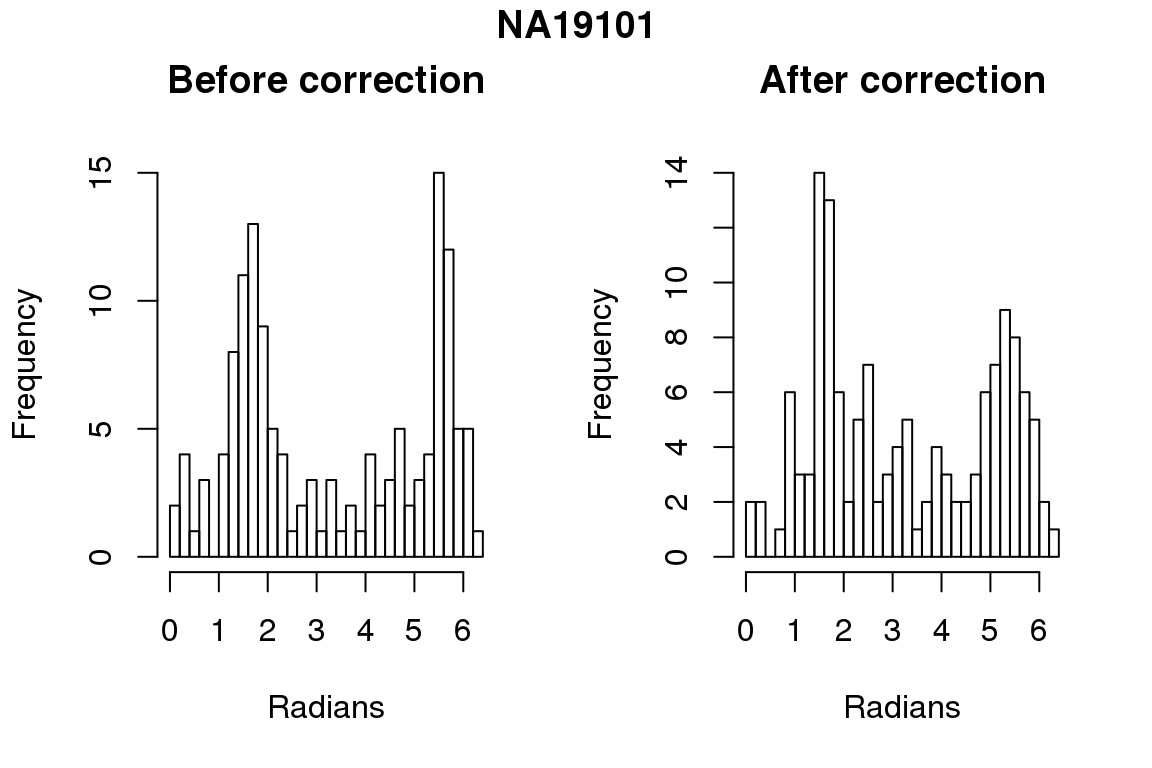 NA19101
Before correction
Frequency
15
10
5
0
0 1 2 3 4 5 6
Radians
After correction
Frequency
14
10
8
6
4
2
0
0 1 2 3 4 5 6
Radians